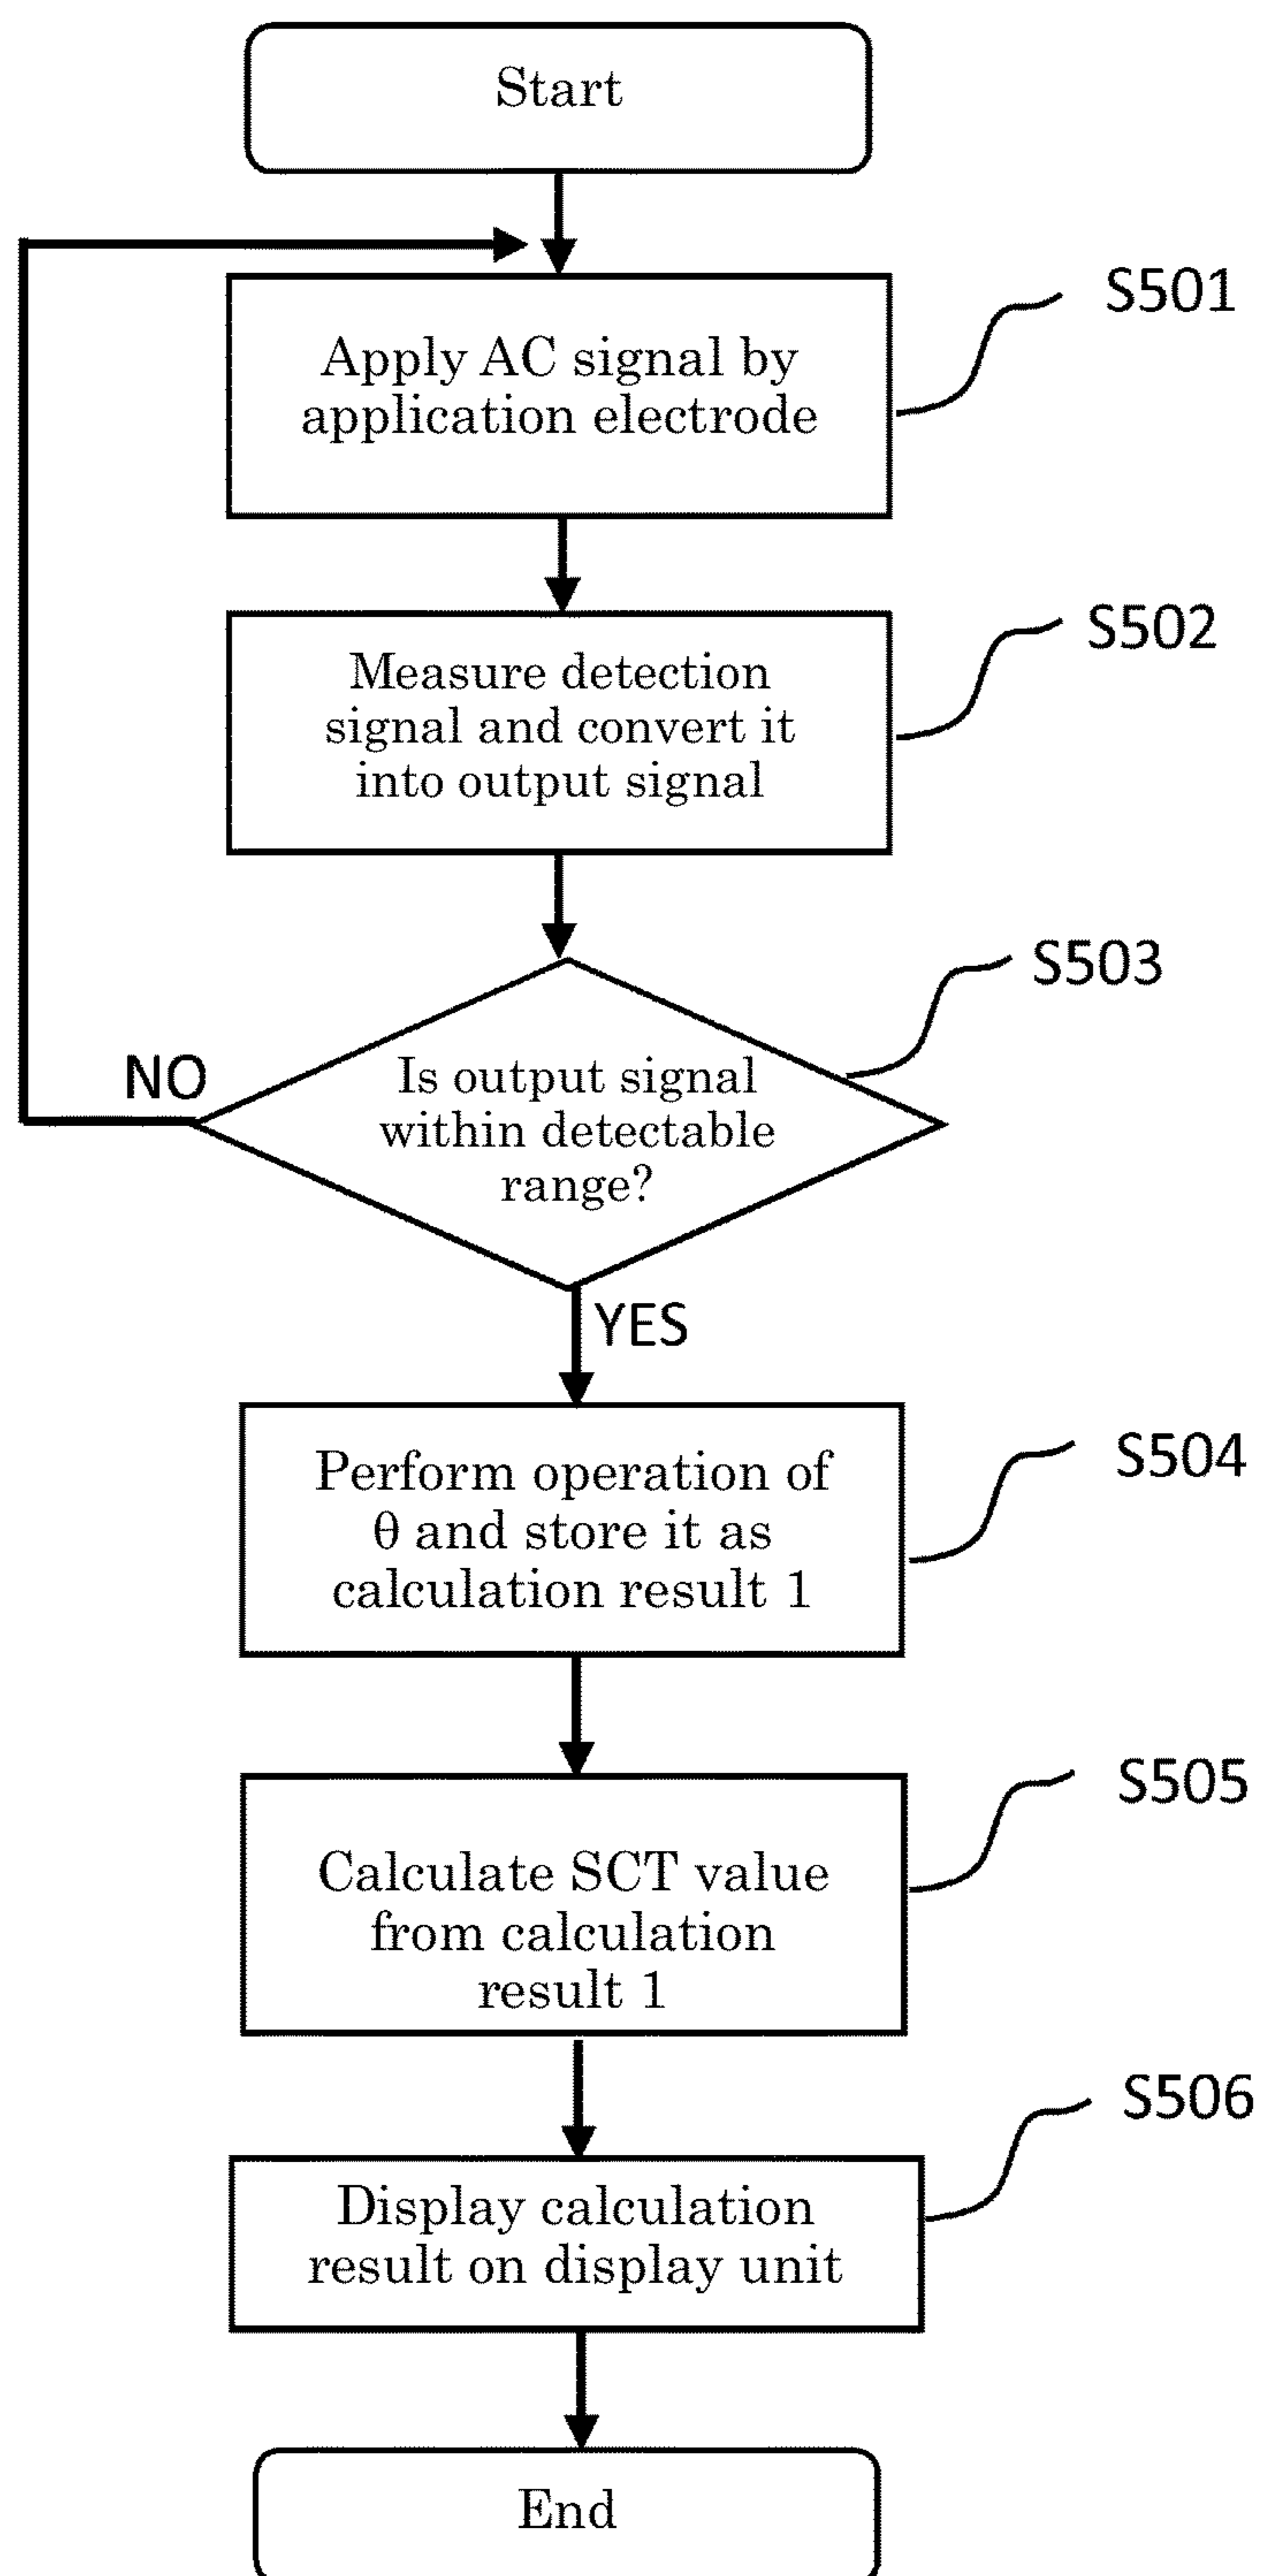 Start
Apply AC signal by
application electrode
S501
Measure detection
signal and convert it
into output signal
S502
Is output signal
within detectable
range?
S503
NO
YES
Perform operation of
θ and store it as
calculation result 1
S504
Calculate SCT value
from calculation
result 1
S505
Display calculation
result on display unit
S506
End